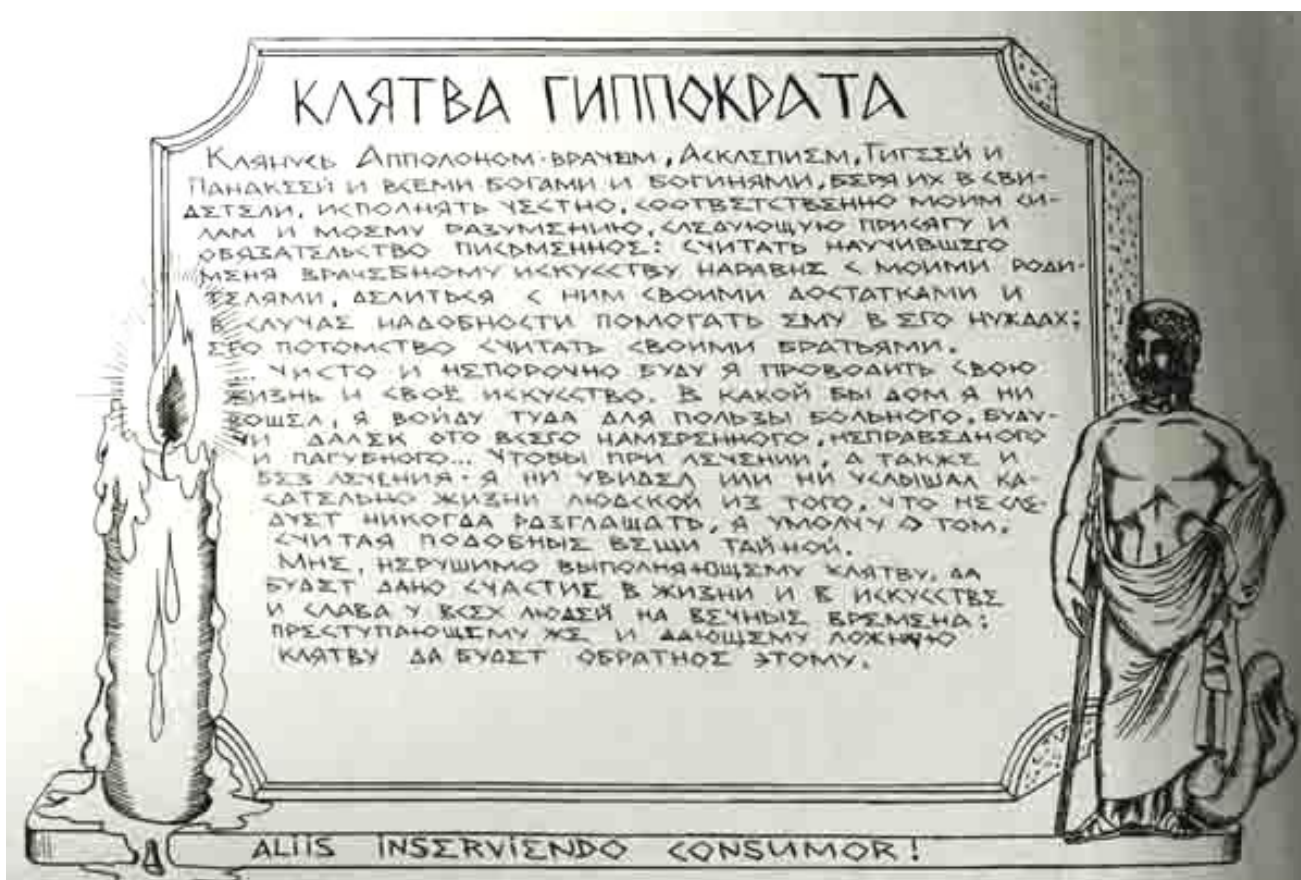 КЛЯТВА ГИППОКРАТА
Клянусь Апполоном-врачем, Асклепием, Гигеей и
Панакеей и всеми богами и богинями, беря их в сви-
детели, исполнять честно, соответственно моим си-
лам и моему разумению, следующую присягу и
обязательство письменное: считать научившего
меня врачебному искусству наравне с моими роди-
телями, делиться с ним своими достатками и
в случае надобности помогать ему в его нуждах;
его потомство считать своими братьями.
... Чисто и непорочно буду я проводить свою
жизнь и своё искусство. В какой бы дом я ни
вошел, я войду туда для пользы больного, буду-
чи далек ото всего намеренного, неправедного
и пагубного... Чтобы при лечении, а также и
без лечения - я ни увидел или ни услышал ка-
сательно жизни людской из того, что не сле-
дует никогда разглашать, я умолчу о том,
считая подобные вещи тайной.
Мне, нерушимо выполняющему клятву, да
будет дано счастие в жизни и в искусстве
и слава у всех людей на вечные времена;
преступающему же и дающему ложную
клятву да будет обратное этому.
ALIIS INSERVIENDO CONSUMOR!